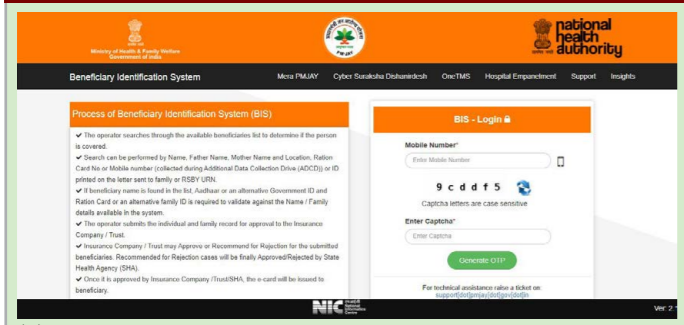 Ministry of Health & Family Welfare
Government of India
PM-JAY
national
health
authority
Beneficiary Identification System
Mera PMJAY
Cyber Suraksha Dishanirdesh
OneTMS
Hospital Empanelment
Support
Insights
Process of Beneficiary Identification System (BIS)
✔ The operator searches through the available beneficiaries list to determine if the person
is covered.
✔ Search can be performed by Name, Father Name, Mother Name and Location, Ration
Card No or Mobile number (collected during Additional Data Collection Drive (ADCD)) or ID
printed on the letter sent to family or RSBY URN.
✔ If beneficiary name is found in the list, Aadhaar or an alternative Government ID and
Ration Card or an alternative family ID is required to validate against the Name / Family
details available in the system.
✔ The operator submits the individual and family record for approval to the Insurance
Company / Trust.
✔ Insurance Company / Trust may Approve or Recommend for Rejection for the submitted
beneficiaries. Recommended for Rejection cases will be finally Approved/Rejected by State
Health Agency (SHA).
✔ Once it is approved by Insurance Company /Trust/SHA, the e-card will be issued to
beneficiary.
BIS - Login
Mobile Number*
Enter Mobile Number
9 c d d f 5
Captcha letters are case sensitive
Enter Captcha*
Enter Captcha
Generate OTP
For technical assistance raise a ticket on
support[dot]pmjay[dot]gov[dot]in
NIC
National
Informatics
Centre
Ver: 2.